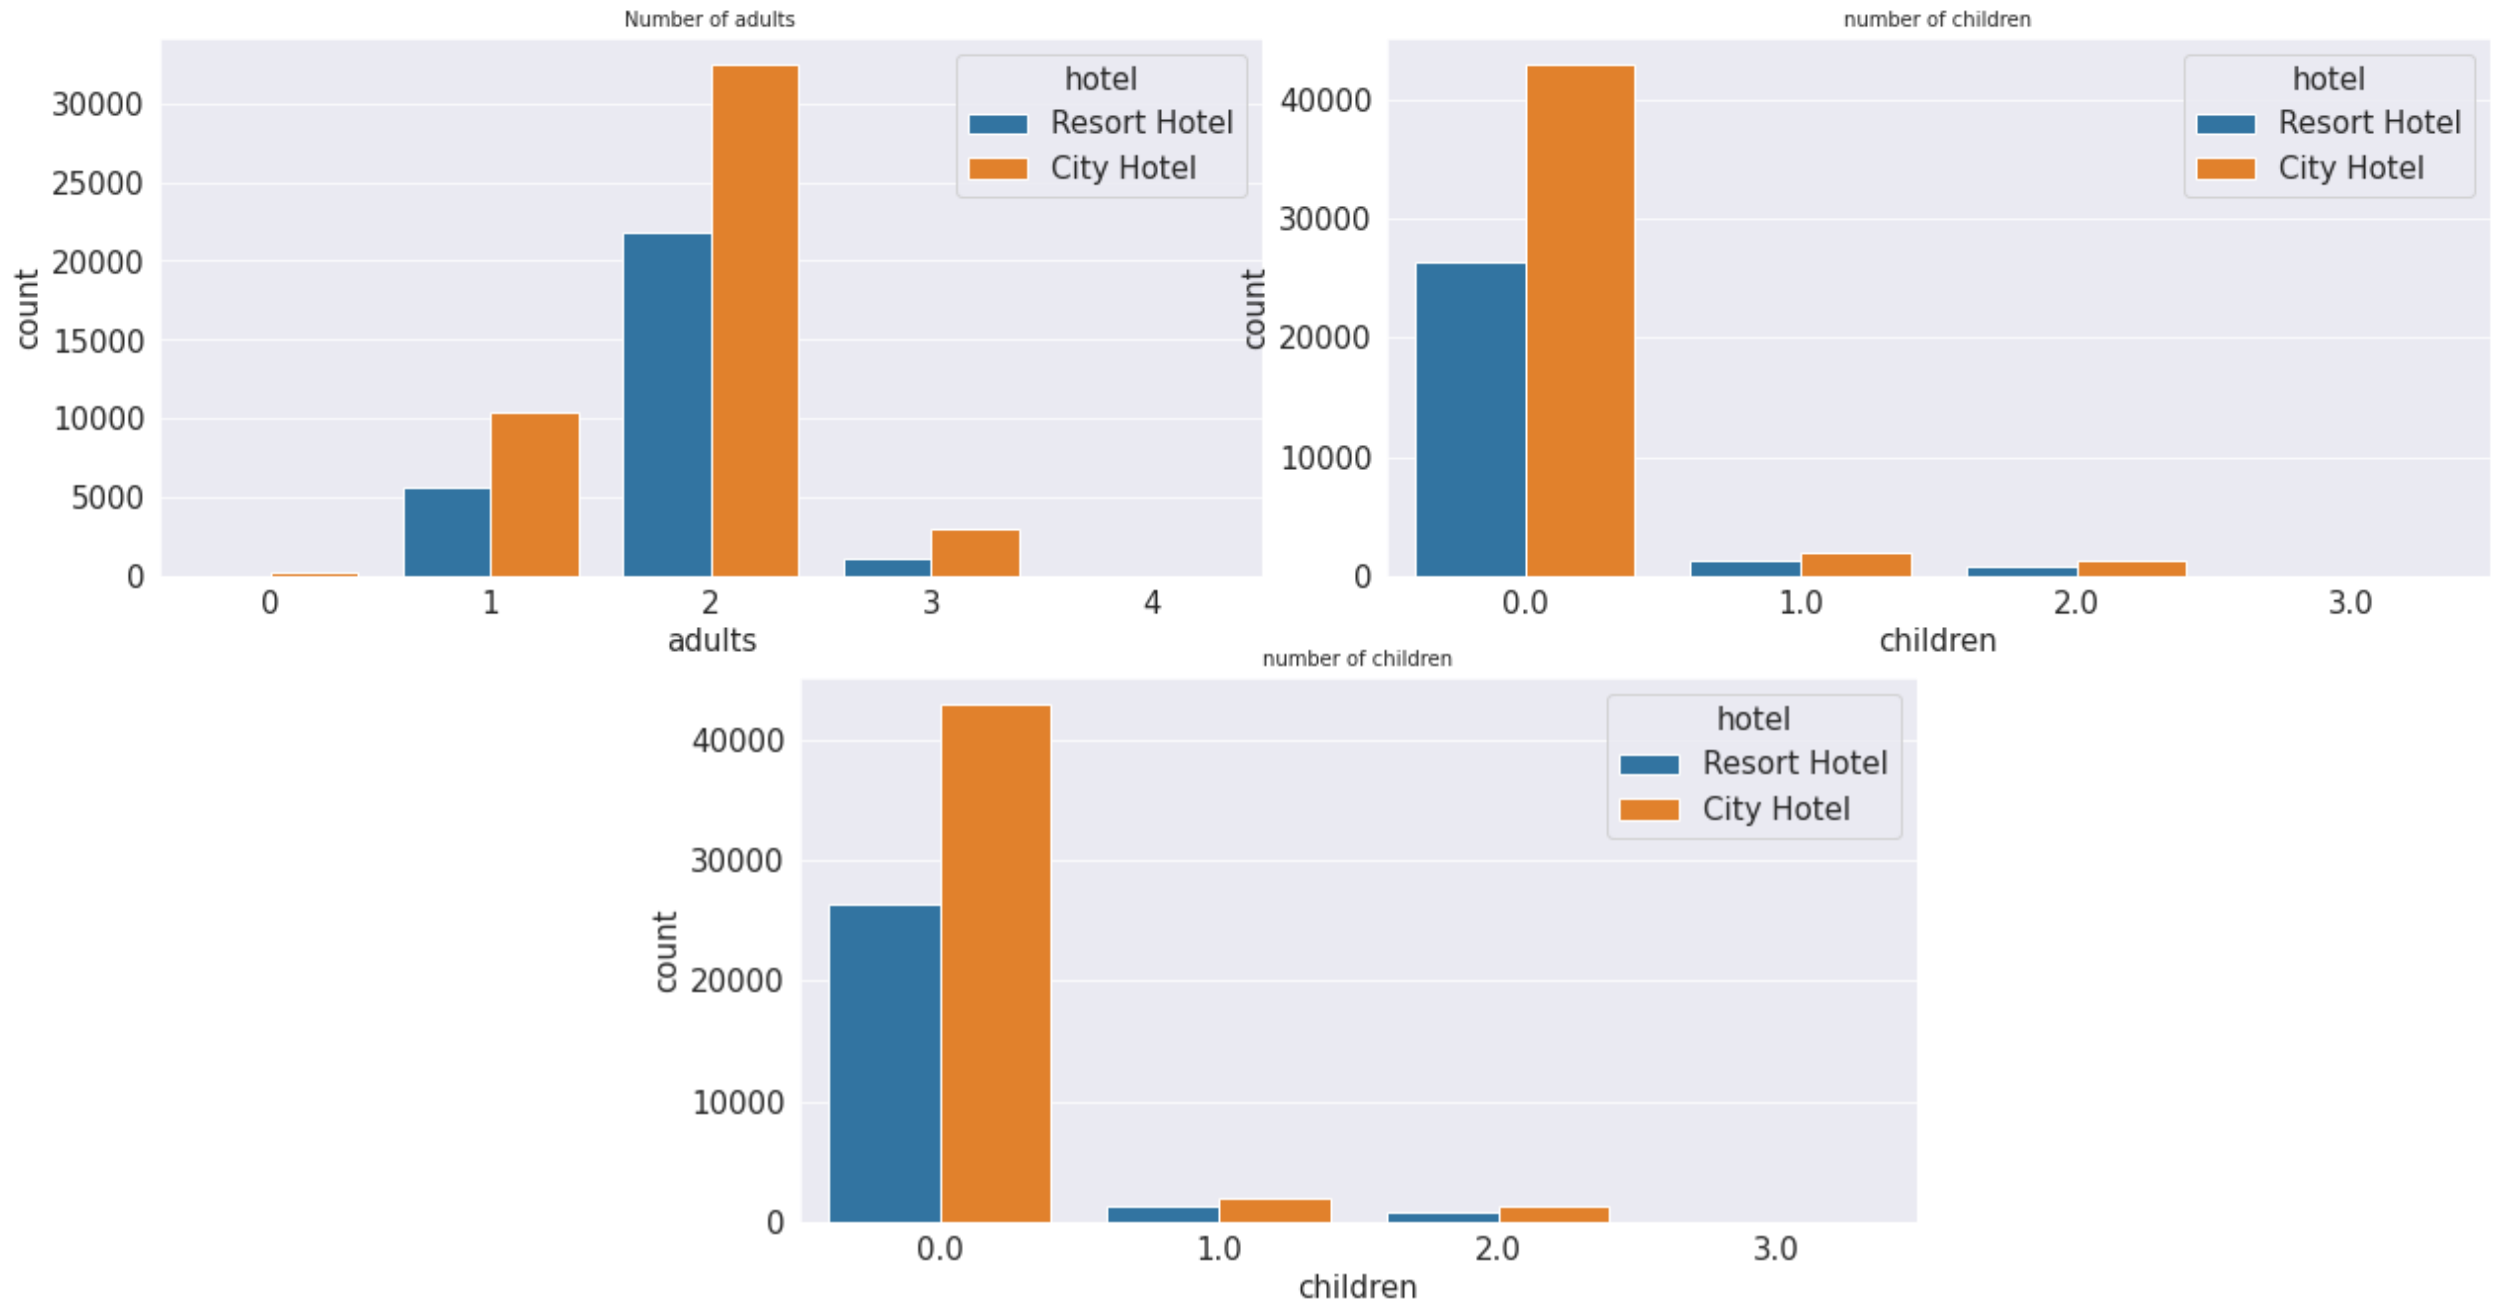 Number of adults
hotel
Resort Hotel
City Hotel
30000
25000
20000
15000
10000
5000
0
count
0 1 2 3 4
adults
number of children
hotel
Resort Hotel
City Hotel
40000
30000
20000
10000
0
count
0.0 1.0 2.0 3.0
children
number of children
hotel
Resort Hotel
City Hotel
40000
30000
20000
10000
0
count
0.0 1.0 2.0 3.0
children